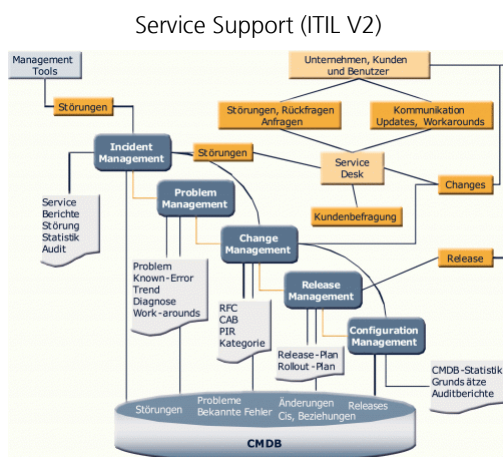 Service Support (ITIL V2)
Management
Tools
Unternehmen, Kunden
und Benutzer
Störungen
Störungen, Rückfragen
Anfragen
Kommunikation
Updates, Workarounds
Incident
Management
Störungen
Service
Desk
Changes
Problem
Management
Kundenbefragung
Service
Berichte
Störung
Statistik
Audit
Change
Management
Release
Problem
Known-Error
Trend
Diagnose
Work-arounds
Release
Management
RFC
CAB
PIR
Kategorie
Configuration
Management
Release-Plan
Rollout-Plan
CMDB-Statistik
Grunds ätze
Auditberichte
Störungen
Probleme
Bekannte Fehler
Änderungen
Cis, Beziehungen
Releases
CMDB